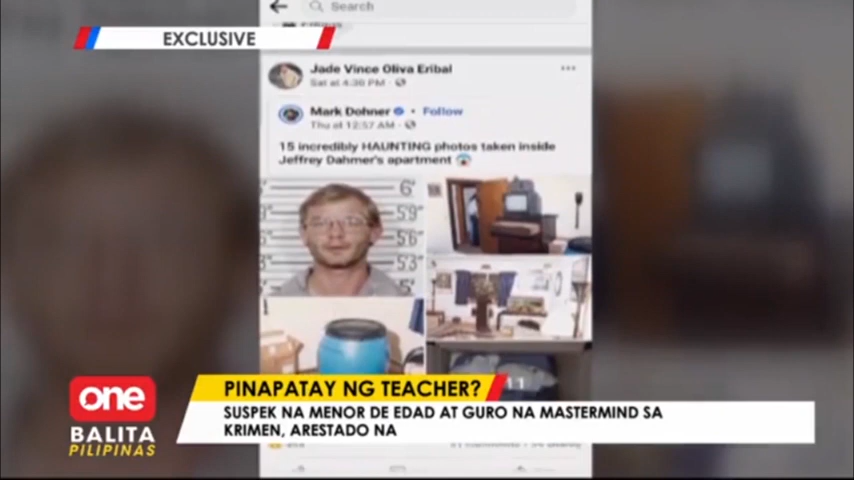 Search
EXCLUSIVE
Jade Vince Oliva Eribal
Sat at 4:30 PM
Mark Dohner • Follow
Thu at 12:57 AM
15 incredibly HAUNTING photos taken inside
Jeffrey Dahmer's apartment
6'
5'9"
5'6"
5'3"
5'
PINAPATAY NG TEACHER?
SUSPEK NA MENOR DE EDAD AT GURO NA MASTERMIND SA
KRIMEN, ARESTADO NA
one
BALITA
PILIPINAS